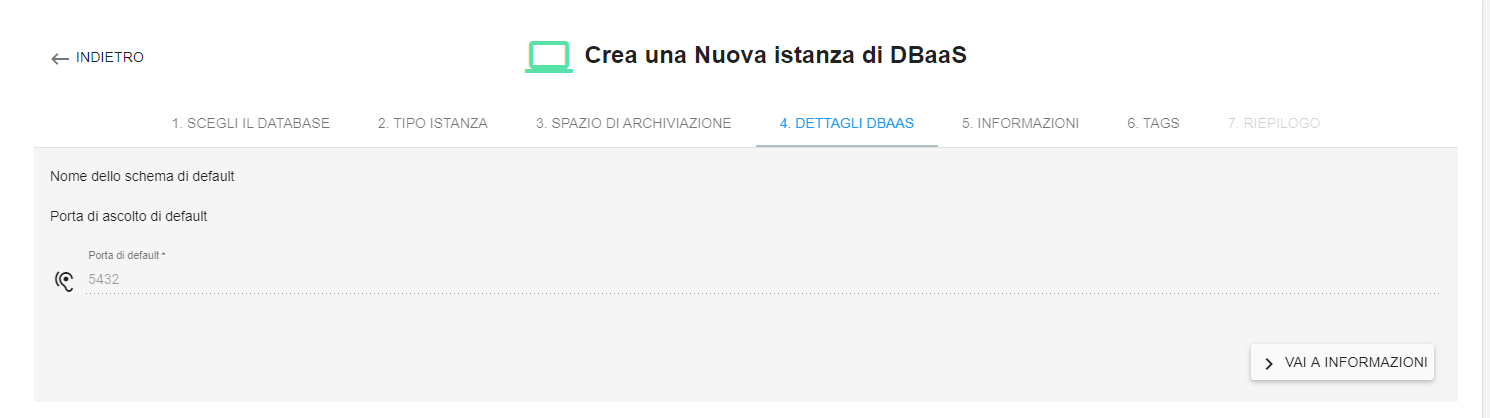 INDIETRO
Crea una Nuova istanza di DBaaS
1. SCEGLI IL DATABASE 2. TIPO ISTANZA 3. SPAZIO DI ARCHIVIAZIONE 4. DETTAGLI DBAAS 5. INFORMAZIONI 6. TAGS 7. RIEPILOGO
Nome dello schema di default
Porta di ascolto di default
Porta di default *
5432
VAI A INFORMAZIONI